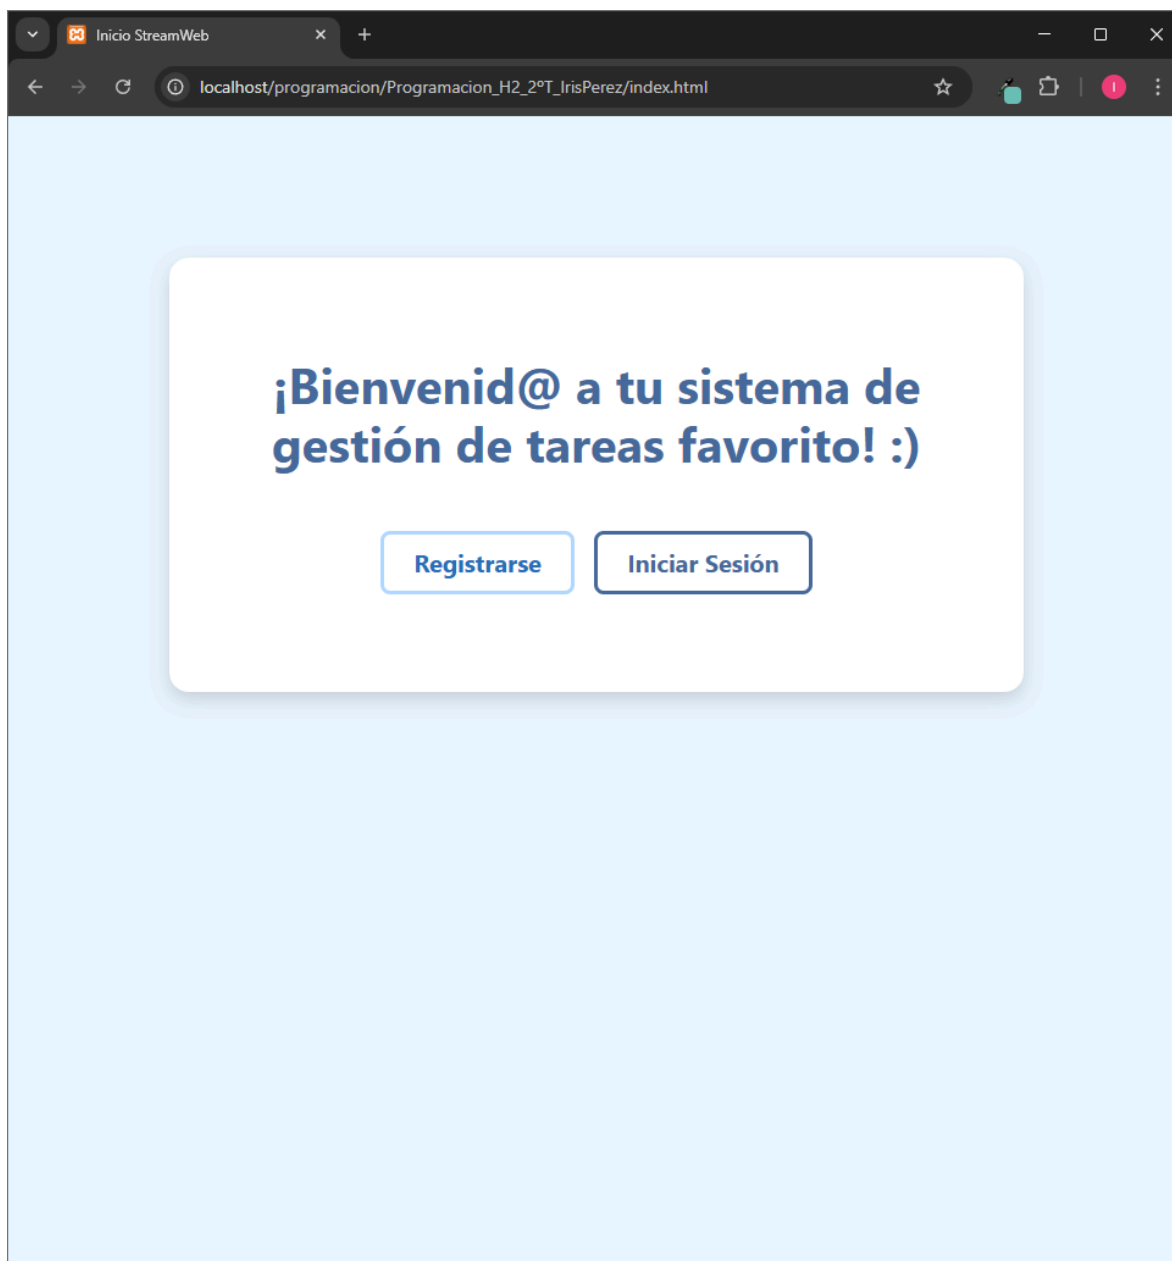 Inicio StreamWeb
localhost/programacion/Programacion_H2_2ºT_IrisPerez/index.html
I
¡Bienvenid@ a tu sistema de
gestión de tareas favorito! :)
Registrarse
Iniciar Sesión